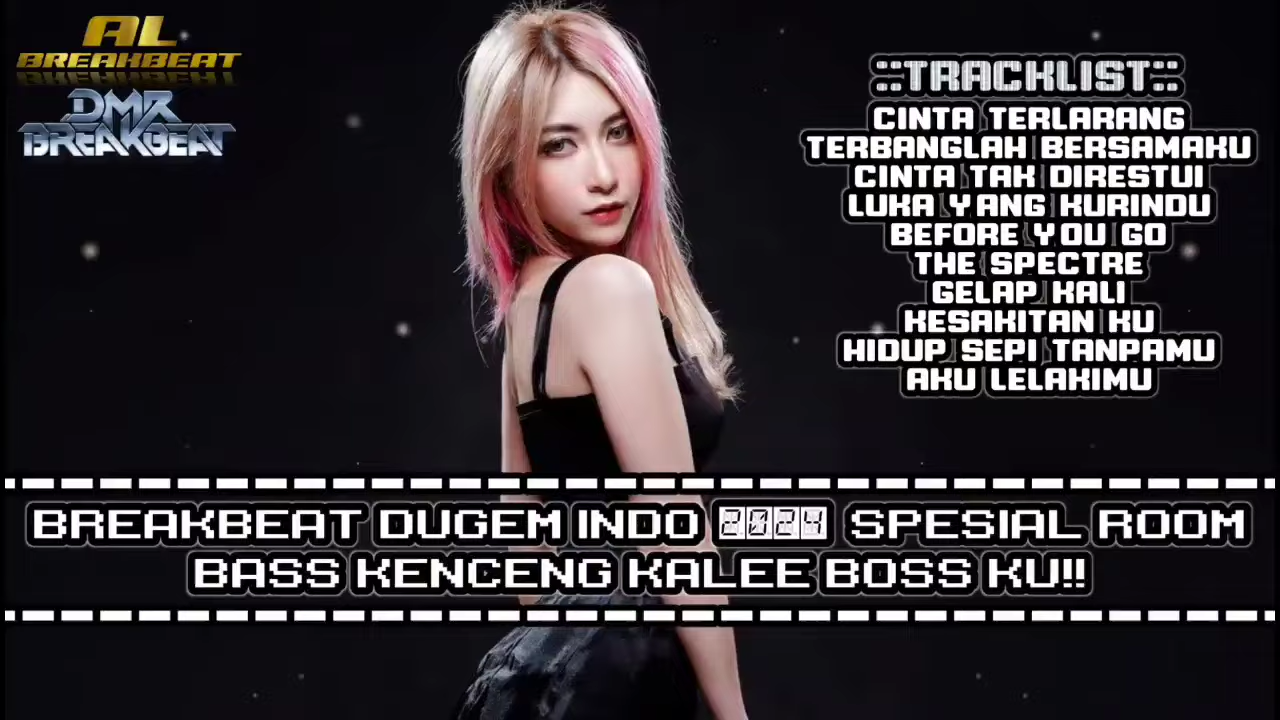 AL
BREAKBEAT
DMR
BREAKBEAT
::TRACKLIST::
CINTA TERLARANG
TERBANGLAH BERSAMAKU
CINTA TAK DIRESTUI
LUKA YANG KURINDU
BEFORE YOU GO
THE SPECTRE
GELAP KALI
KESAKITAN KU
HIDUP SEPI TANPAMU
AKU LELAKIMU
BREAKBEAT DUGEM INDO 2024 SPESIAL ROOM
BASS KENCENG KALEE BOSS KU!!